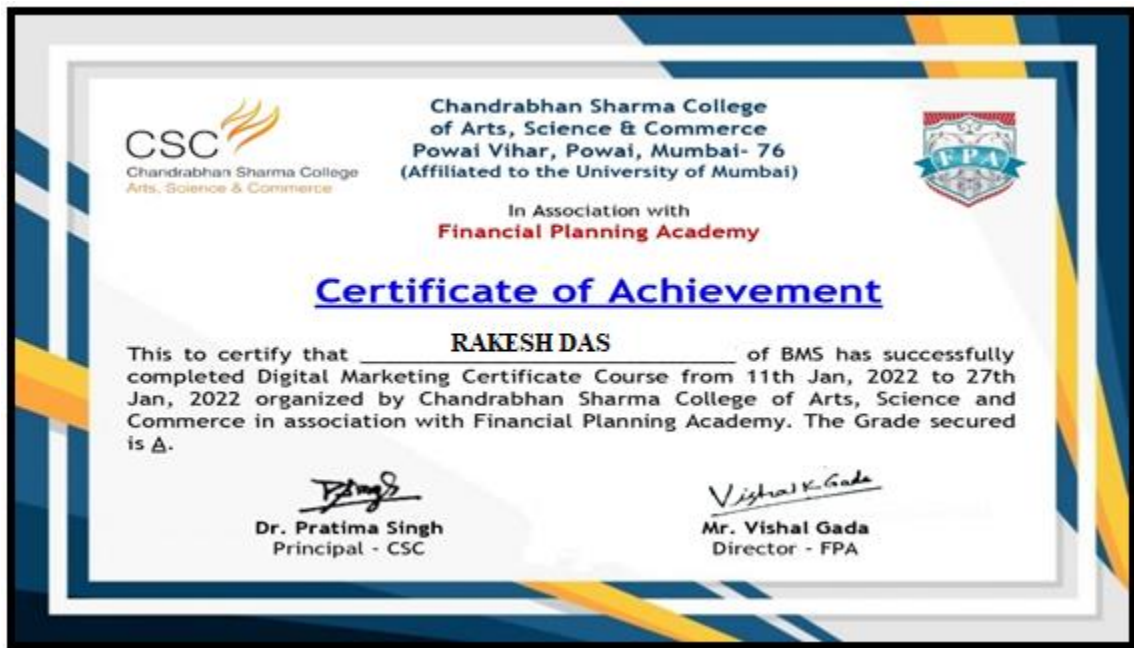 CSC
Chandrabhan Sharma College
Arts, Science & Commerce
Chandrabhan Sharma College
of Arts, Science & Commerce
Powai Vihar, Powai, Mumbai- 76
(Affiliated to the University of Mumbai)
FPA
In Association with
Financial Planning Academy
Certificate of Achievement
This to certify that RAKESH DAS of BMS has successfully
completed Digital Marketing Certificate Course from 11th Jan, 2022 to 27th
Jan, 2022 organized by Chandrabhan Sharma College of Arts, Science and
Commerce in association with Financial Planning Academy. The Grade secured
is A.
Vishal K Gada
Dr. Pratima Singh
Principal - CSC
Mr. Vishal Gada
Director - FPA